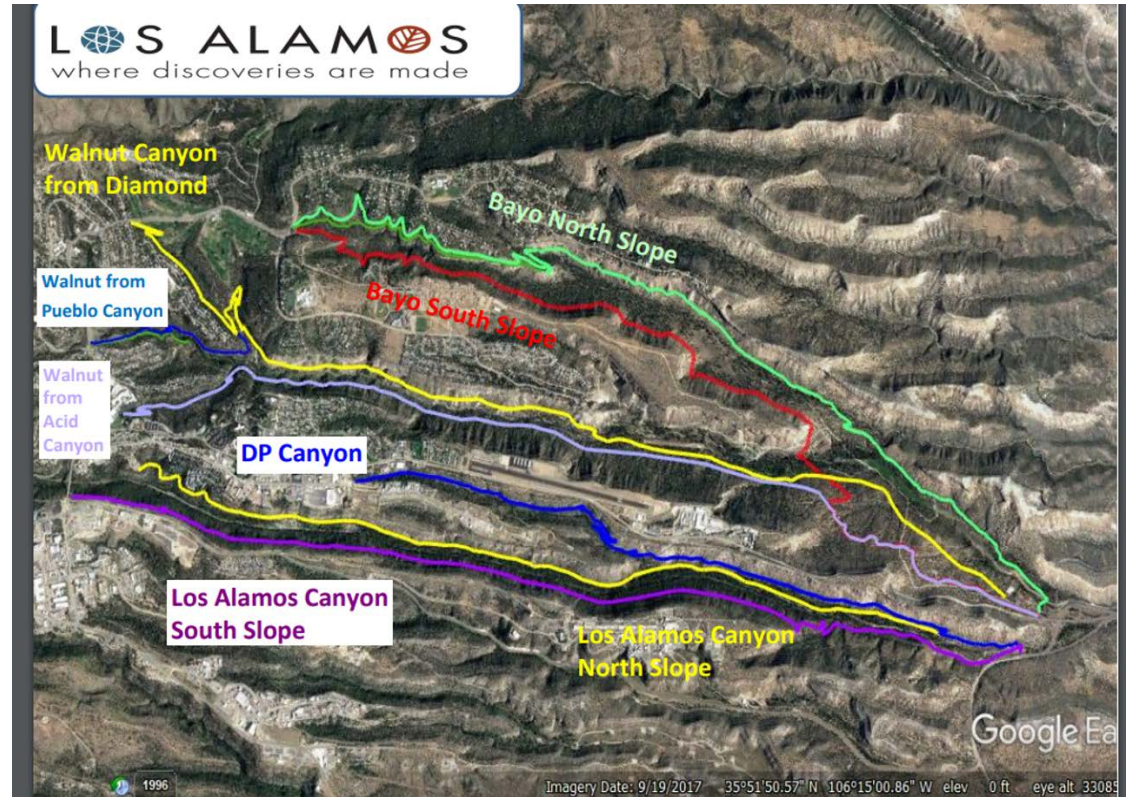 LOS ALAMOS
where discoveries are made
Walnut Canyon
from Diamond
Bayo North Slope
Walnut from
Pueblo Canyon
Bayo South Slope
Walnut
from
Acid
Canyon
DP Canyon
Los Alamos Canyon
South Slope
Los Alamos Canyon
North Slope
Google Ea
1996
Imagery Date: 9/19/2017 35°51'50.57" N 106°15'00.86" W elev 0 ft eye alt 33085